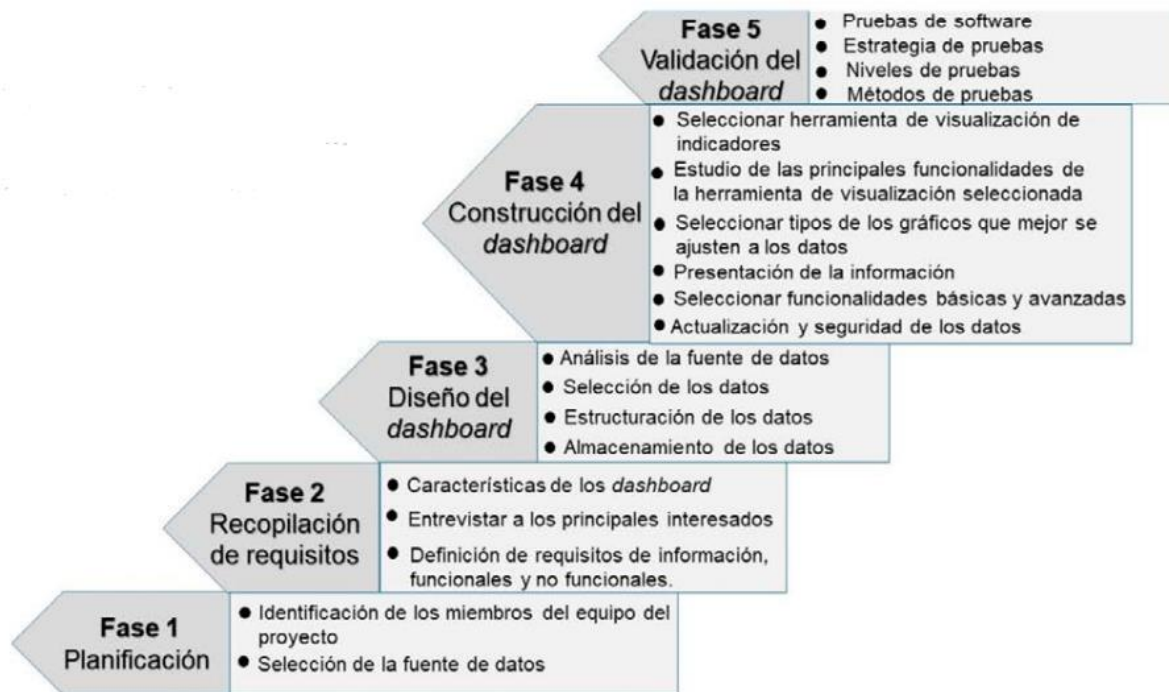 Fase 5
Validación del
dashboard
● Pruebas de software
● Estrategia de pruebas
● Niveles de pruebas
● Métodos de pruebas
Fase 4
Construcción del
dashboard
● Seleccionar herramienta de visualización de
indicadores
● Estudio de las principales funcionalidades de
la herramienta de visualización seleccionada
● Seleccionar tipos de los gráficos que mejor se
ajusten a los datos
● Presentación de la información
● Seleccionar funcionalidades básicas y avanzadas
● Actualización y seguridad de los datos
Fase 3
Diseño del
dashboard
● Análisis de la fuente de datos
● Selección de los datos
● Estructuración de los datos
● Almacenamiento de los datos
Fase 2
Recopilación
de requisitos
● Características de los dashboard
● Entrevistar a los principales interesados
● Definición de requisitos de información,
funcionales y no funcionales.
Fase 1
Planificación
● Identificación de los miembros del equipo del
proyecto
● Selección de la fuente de datos